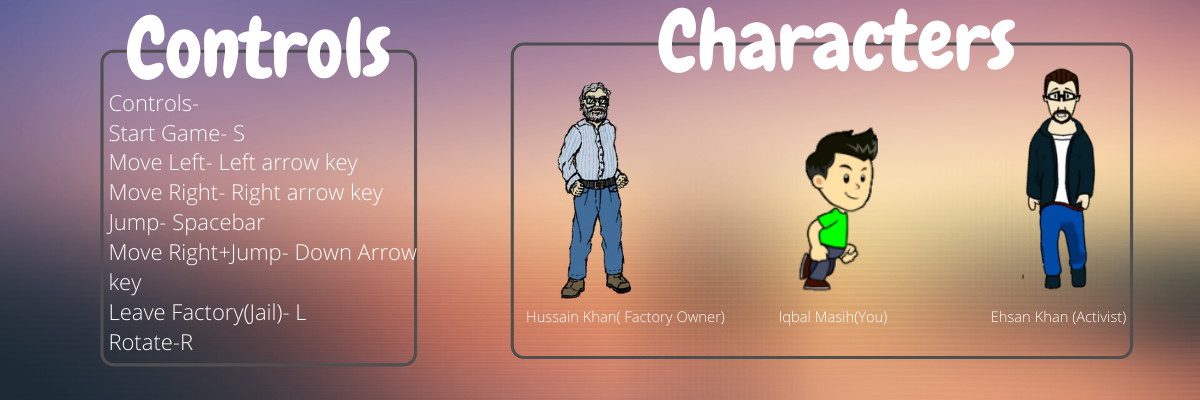 Controls
Controls-
Start Game- S
Move Left- Left arrow key
Move Right- Right arrow key
Jump- Spacebar
Move Right+Jump- Down Arrow
key
Leave Factory(Jail)- L
Rotate-R
Characters
Hussain Khan( Factory Owner)
Iqbal Masih(You)
Ehsan Khan (Activist)